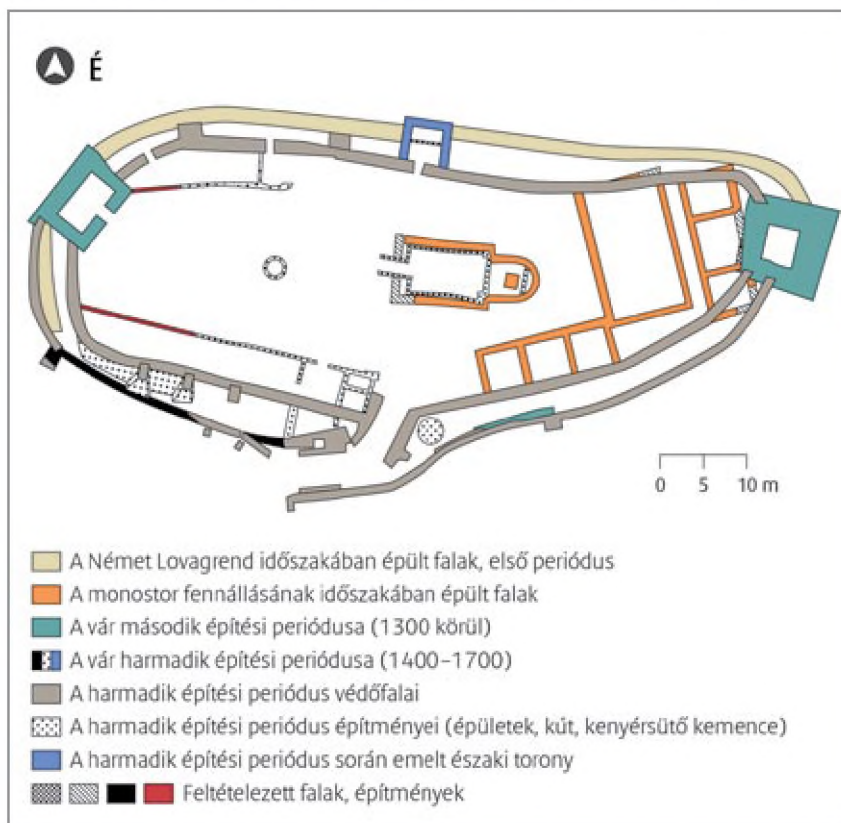 É
0 5 10 m
A Német Lovagrend időszakában épült falak, első periódus
A monostor fennállásának időszakában épült falak
A vár második építési periódusa (1300 körül)
A vár harmadik építési periódusa (1400–1700)
A harmadik építési periódus védőfalai
A harmadik építési periódus építményei (épületek, kút, kenyérsütő kemence)
A harmadik építési periódus során emelt északi torony
Feltételezett falak, építmények